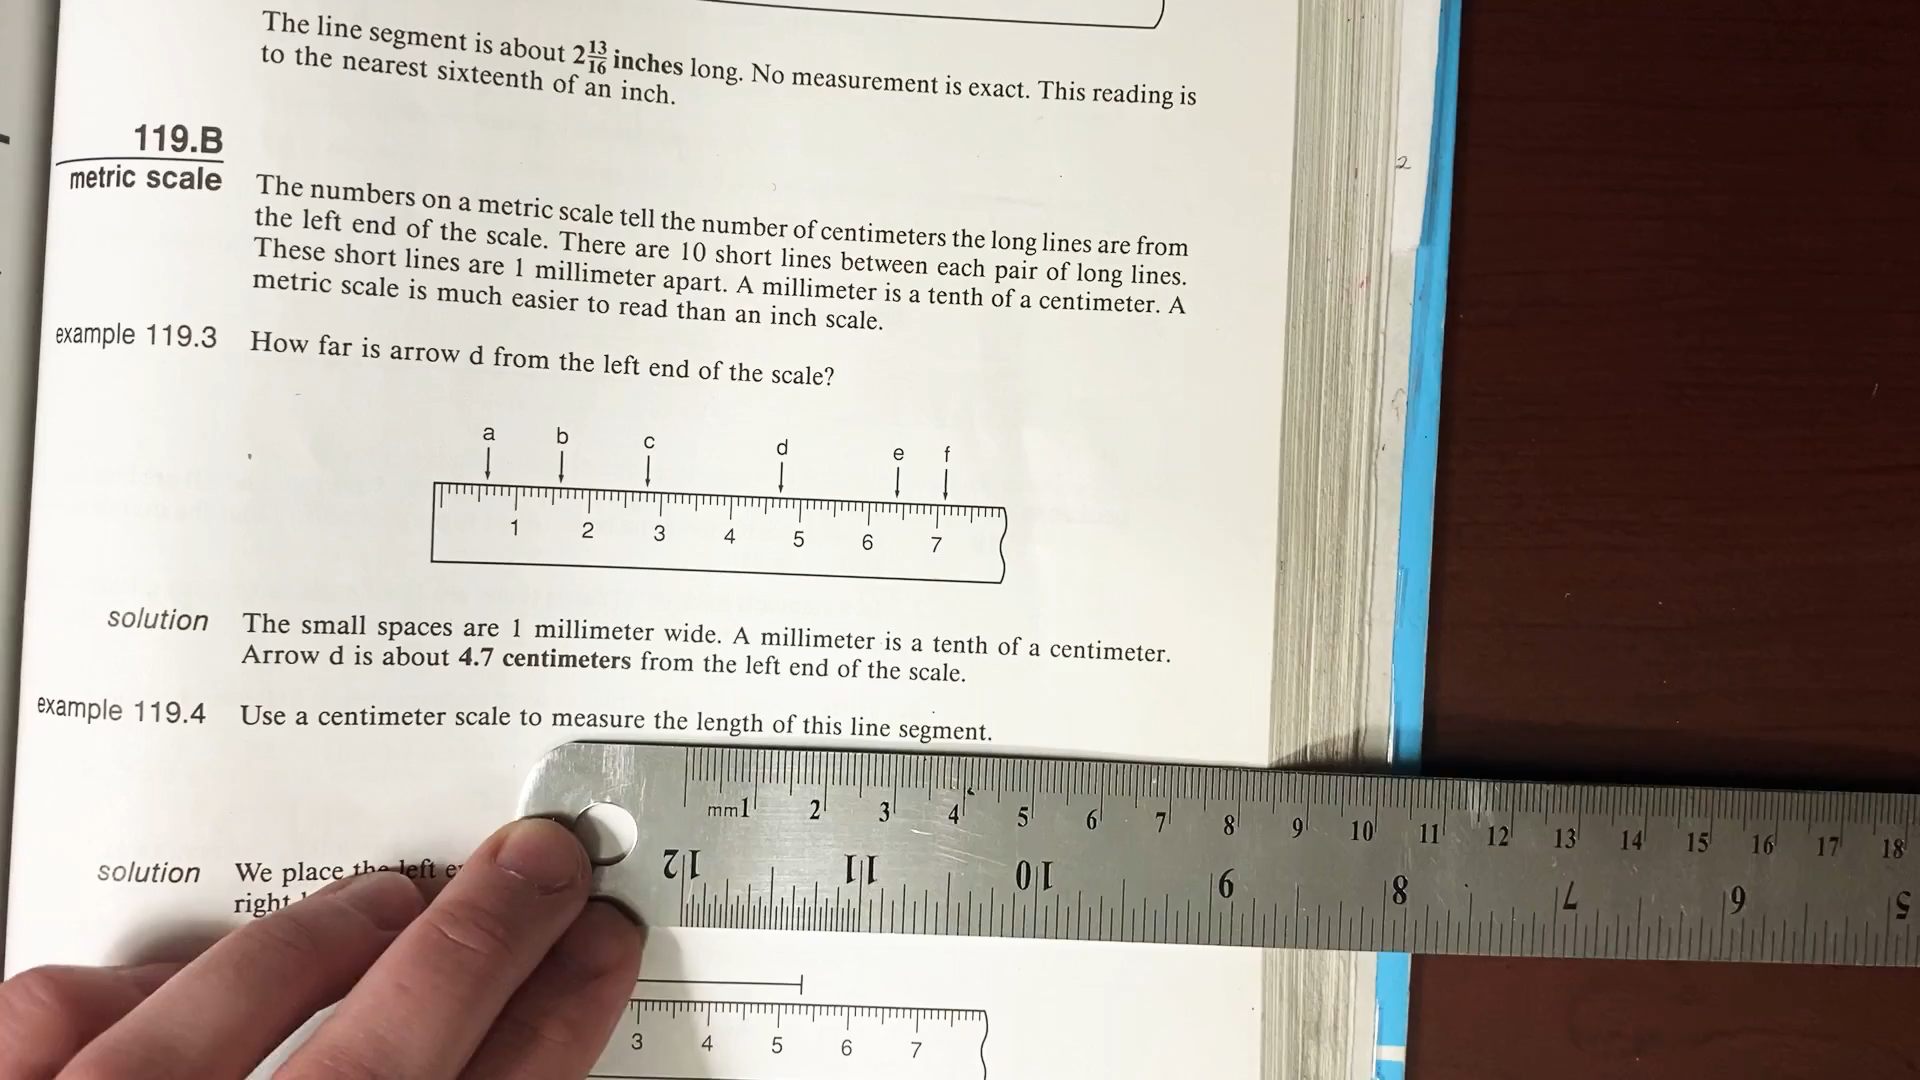 The line segment is about 2 13/16 inches long. No measurement is exact. This reading is
to the nearest sixteenth of an inch.
119.B
metric scale
The numbers on a metric scale tell the number of centimeters the long lines are from
the left end of the scale. There are 10 short lines between each pair of long lines.
These short lines are 1 millimeter apart. A millimeter is a tenth of a centimeter. A
metric scale is much easier to read than an inch scale.
example 119.3 How far is arrow d from the left end of the scale?
a b c d e f
1 2 3 4 5 6 7
solution The small spaces are 1 millimeter wide. A millimeter is a tenth of a centimeter.
Arrow d is about 4.7 centimeters from the left end of the scale.
example 119.4 Use a centimeter scale to measure the length of this line segment.
mm1 2 3 4 5 6 7 8 9 10 11 12 13 14 15 16 17 18
12 11 10 9 8 7 6 5
solution We place the left
right
3 4 5 6 7
2